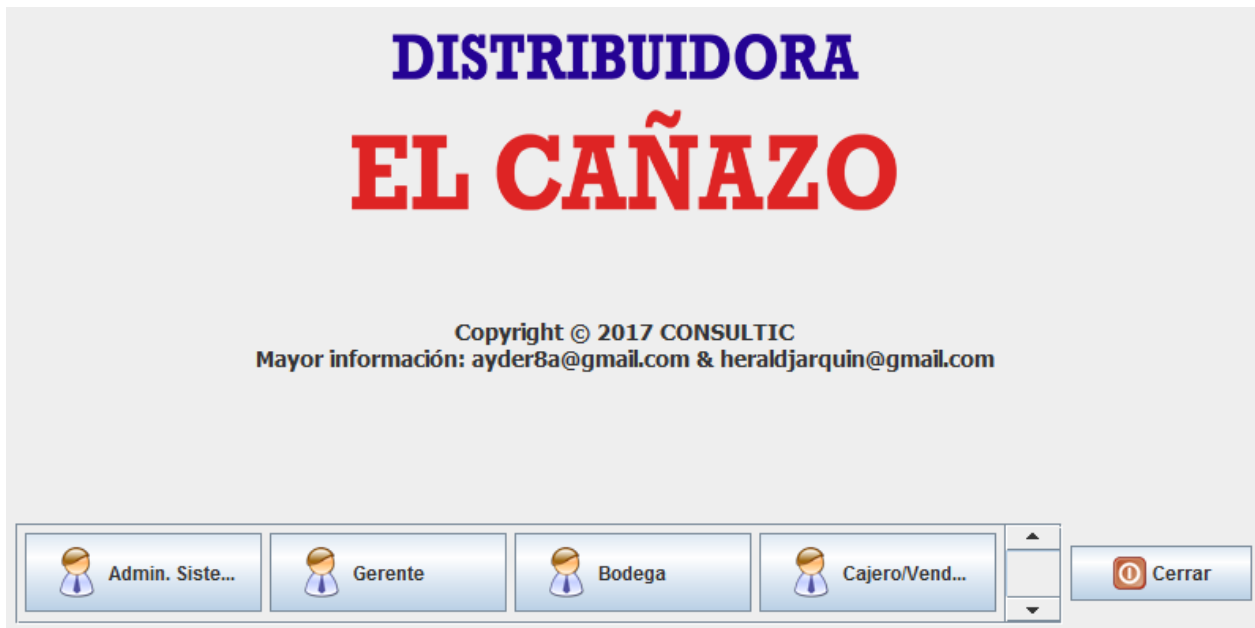 DISTRIBUIDORA
EL CAÑAZO
Copyright © 2017 CONSULTIC
Mayor información: ayder8a@gmail.com & heraldjarquin@gmail.com
Admin. Siste...
Gerente
Bodega
Cajero/Vend...
Cerrar